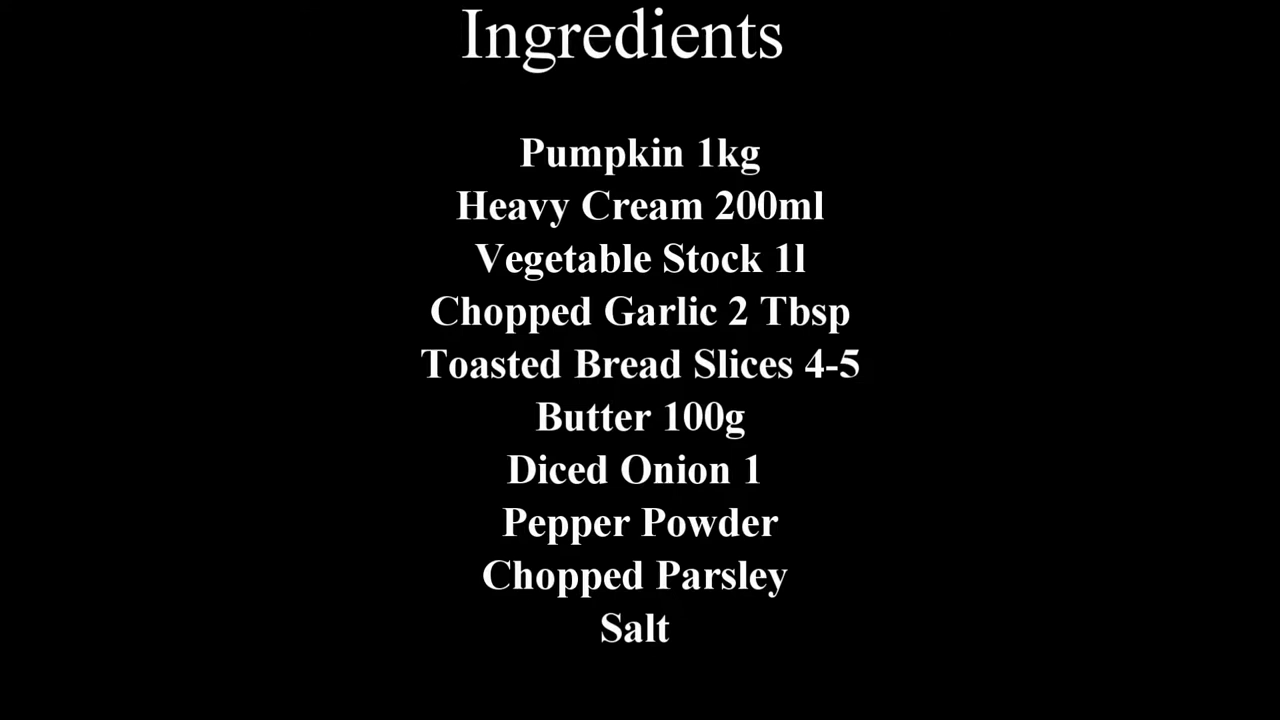 Ingredients
Pumpkin 1kg
Heavy Cream 200ml
Vegetable Stock 1l
Chopped Garlic 2 Tbsp
Toasted Bread Slices 4-5
Butter 100g
Diced Onion 1
Pepper Powder
Chopped Parsley
Salt